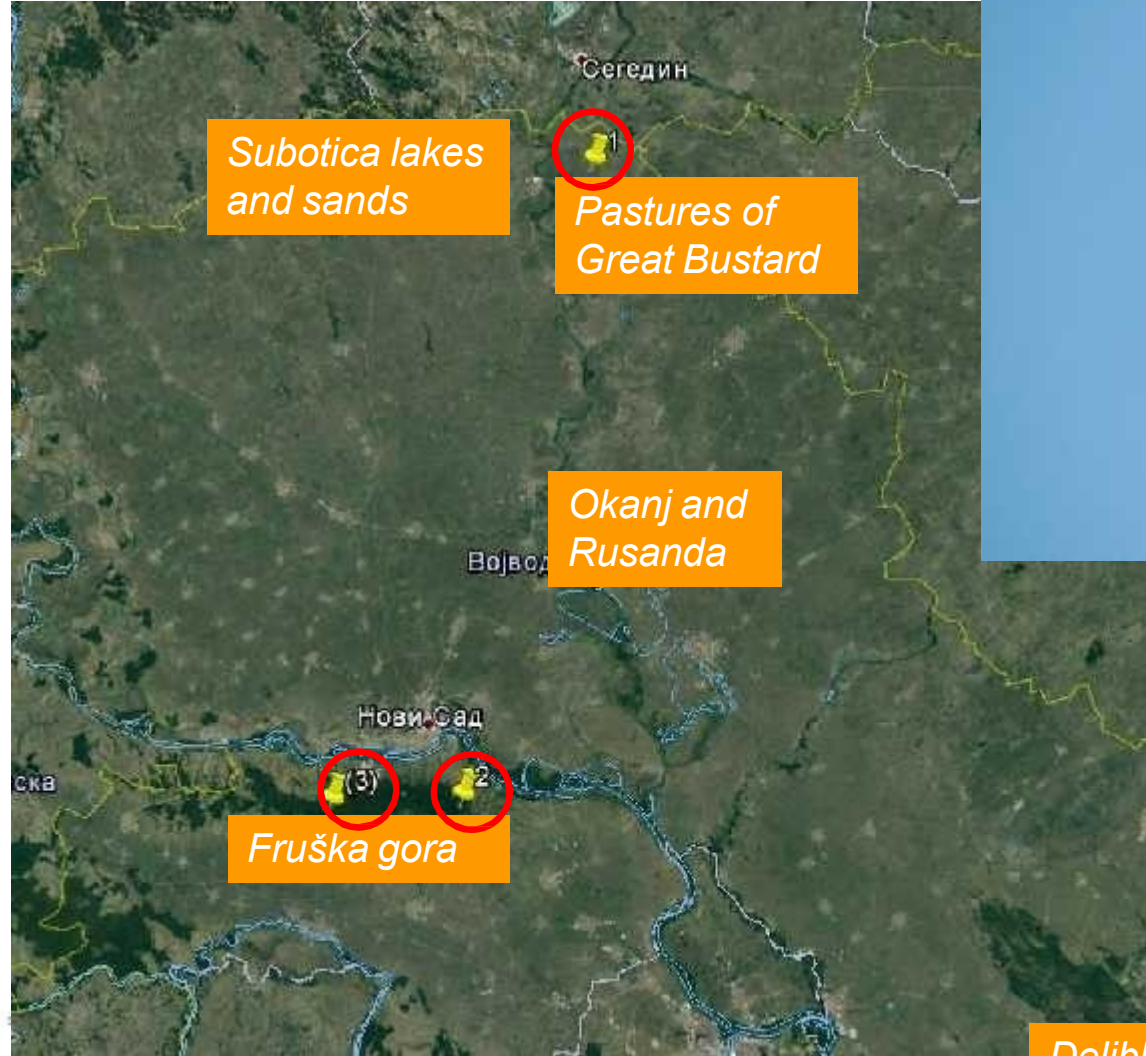 Сегедин
Subotica lakes
and sands
1
Pastures of
Great Bustard
Okanj and
Rusanda
Војвод
Нови Сад
ска
(3)
2
Fruška gora